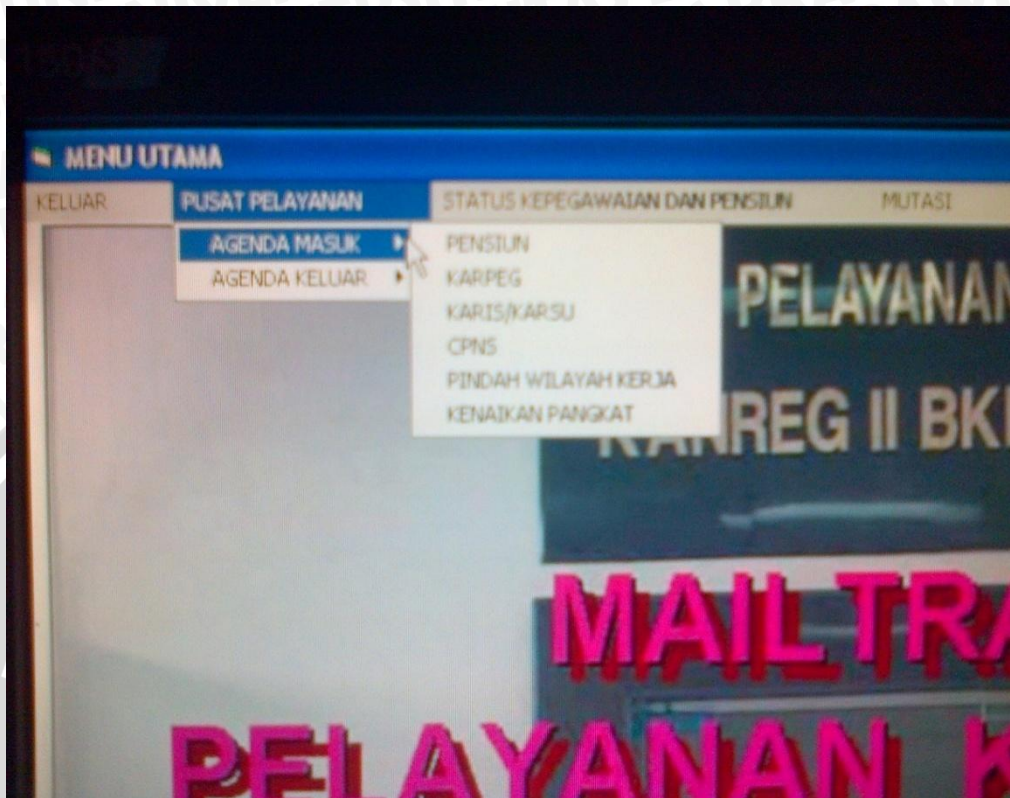 MENU UTAMA
KELUAR PUSAT PELAYANAN STATUS KEPEGAWAIAN DAN PENSIUN MUTASI
AGENDA MASUK
AGENDA KELUAR
PENSIUN
KARPEG
KARIS/KARSU
CPNS
PINDAH WILAYAH KERJA
KENAIKAN PANGKAT
PELAYANAN
KANREG II BK
MAIL TRA
PELAYANAN K